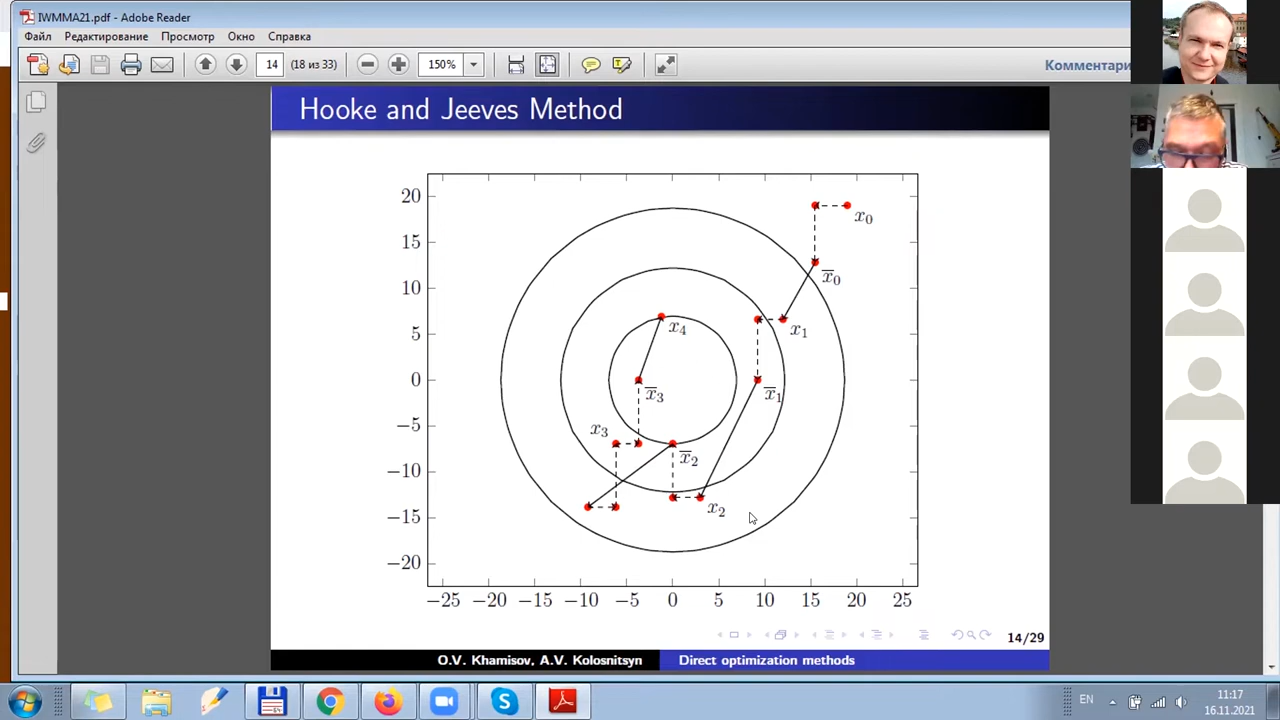 IWMMA21.pdf - Adobe Reader
Файл Редактирование Просмотр Окно Справка
14 (18 из 33) 150% Комментари
Hooke and Jeeves Method
20
15
10
5
0
−5
−10
−15
−20
−25 −20 −15 −10 −5 0 5 10 15 20 25
x₀
x̅₀
x₁
x₄
x̅₃
x̅₁
x₃
x̅₂
x₂
14/29
O.V. Khamisov, A.V. Kolosnitsyn Direct optimization methods
EN 11:17
16.11.2021